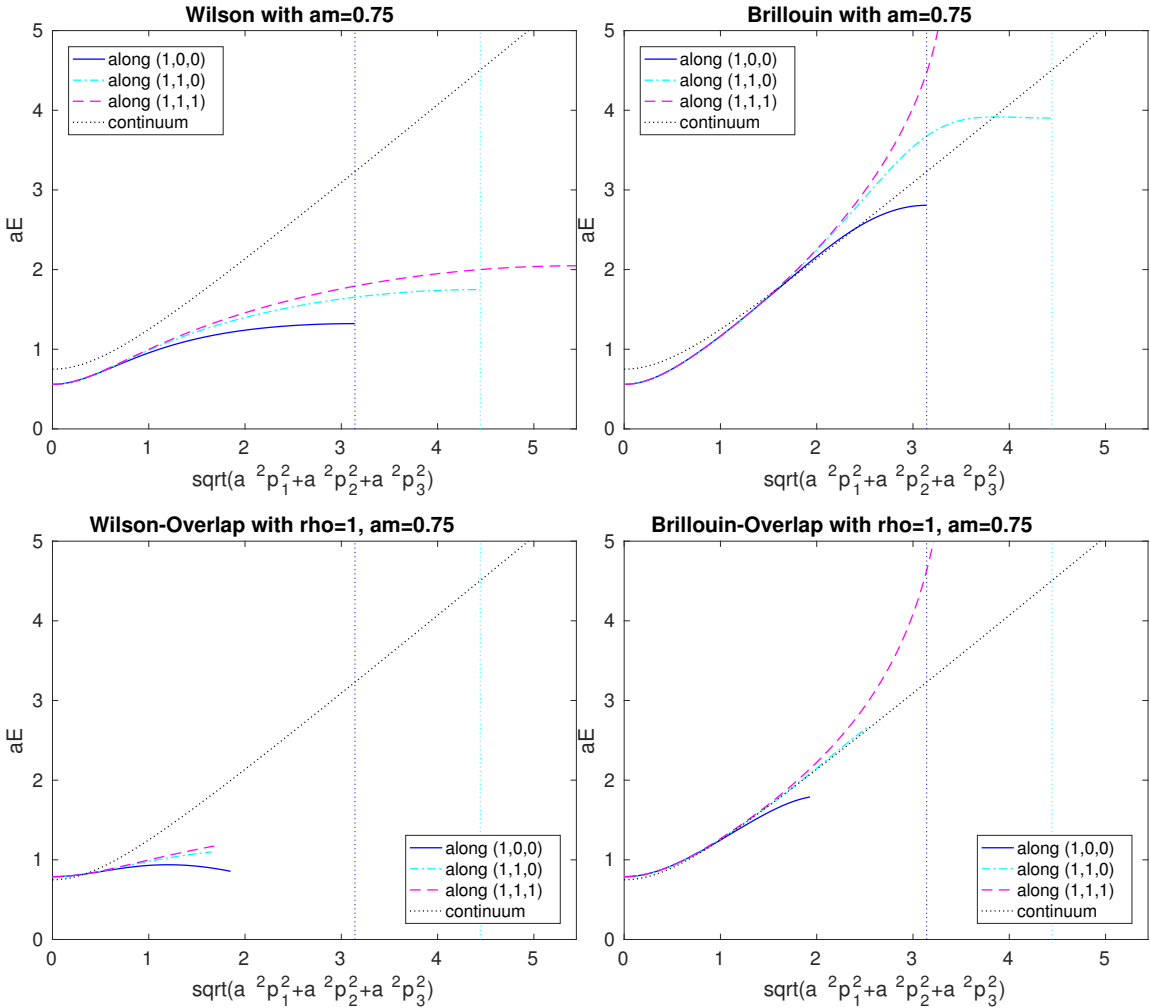 Wilson with am=0.75
along (1,0,0)
along (1,1,0)
along (1,1,1)
continuum
5
4
3
2
1
0
aE
0 1 2 3 4 5
sqrt(a ²p₁²+a ²p₂²+a ²p₃²)
Brillouin with am=0.75
along (1,0,0)
along (1,1,0)
along (1,1,1)
continuum
5
4
3
2
1
0
aE
0 1 2 3 4 5
sqrt(a ²p₁²+a ²p₂²+a ²p₃²)
Wilson-Overlap with rho=1, am=0.75
5
4
3
2
1
0
aE
along (1,0,0)
along (1,1,0)
along (1,1,1)
continuum
0 1 2 3 4 5
sqrt(a ²p₁²+a ²p₂²+a ²p₃²)
Brillouin-Overlap with rho=1, am=0.75
5
4
3
2
1
0
aE
along (1,0,0)
along (1,1,0)
along (1,1,1)
continuum
0 1 2 3 4 5
sqrt(a ²p₁²+a ²p₂²+a ²p₃²)